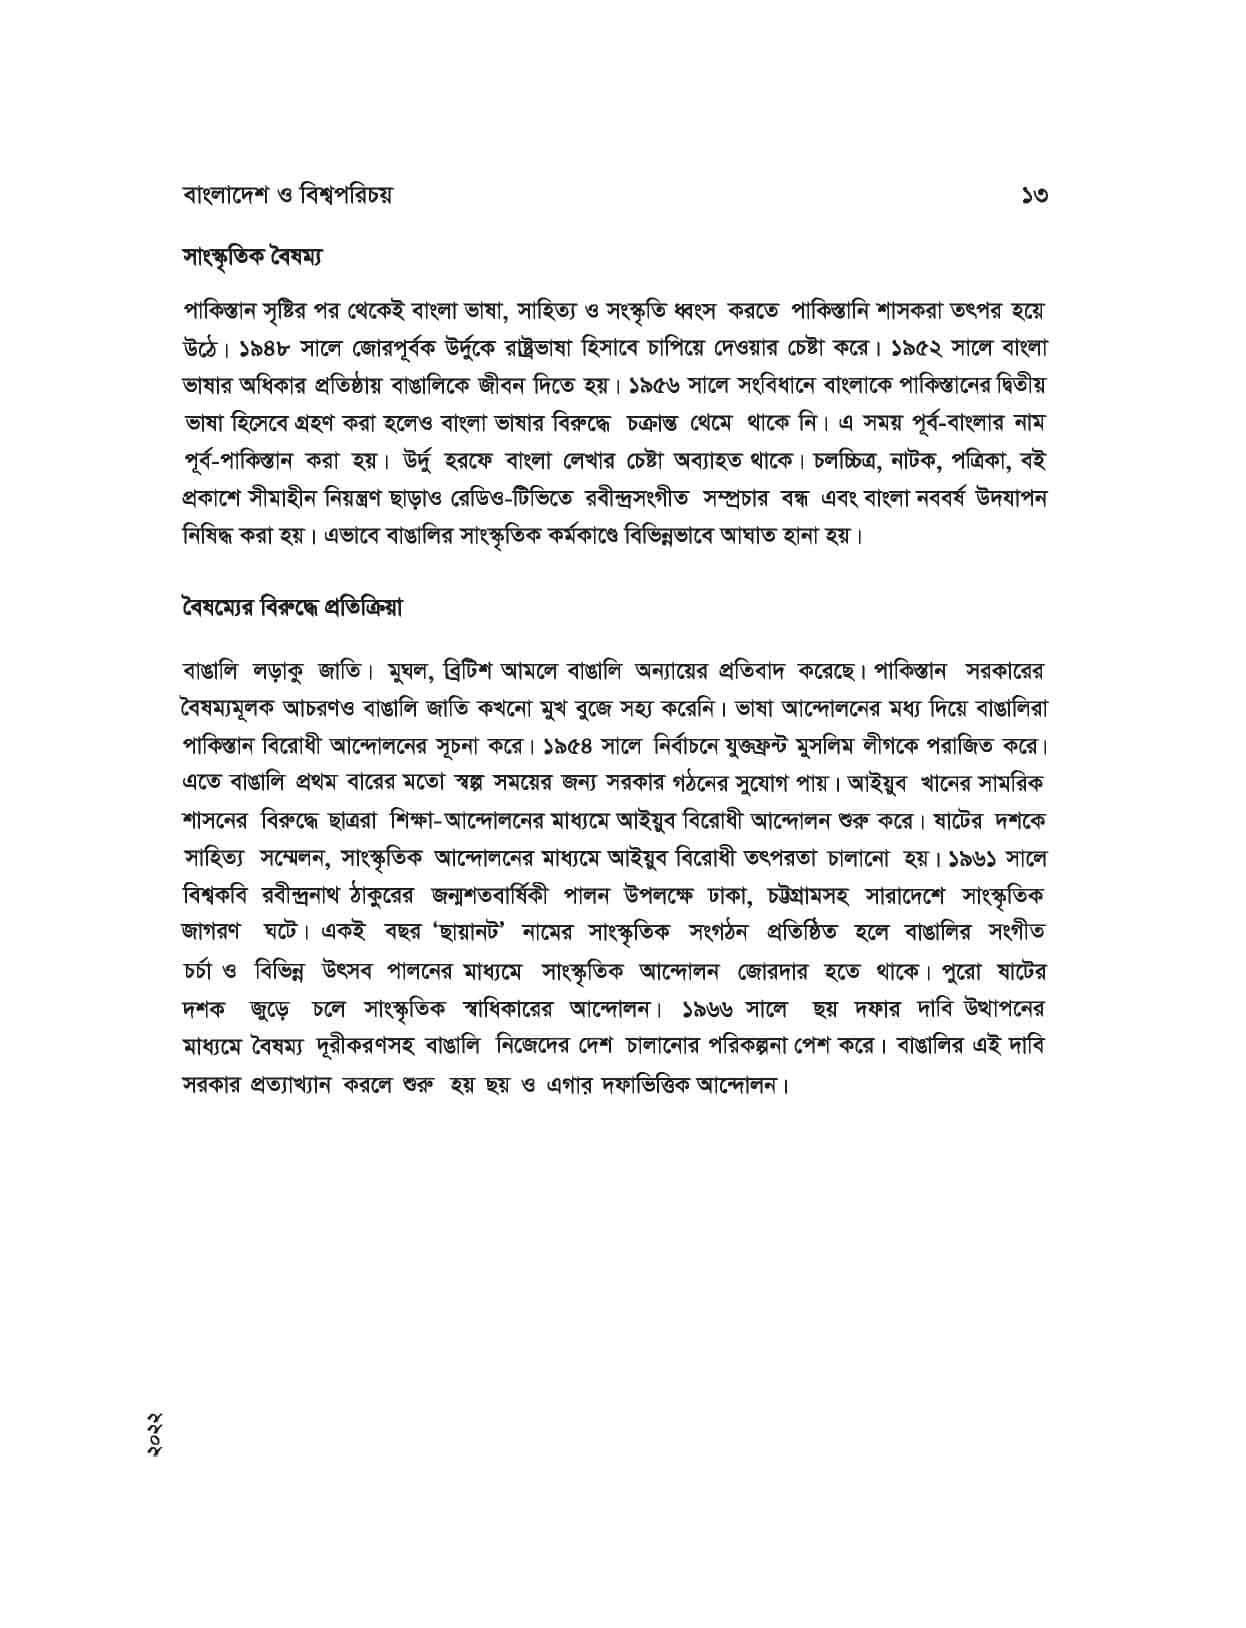 বাংলাদেশ ও বিশ্বপরিচয় ১৩
সাংস্কৃতিক বৈষম্য
পাকিস্তান সৃষ্টির পর থেকেই বাংলা ভাষা, সাহিত্য ও সংস্কৃতি ধ্বংস করতে পাকিস্তানি শাসকরা তৎপর হয়ে
উঠে। ১৯৪৮ সালে জোরপূর্বক উর্দুকে রাষ্ট্রভাষা হিসাবে চাপিয়ে দেওয়ার চেষ্টা করে। ১৯৫২ সালে বাংলা
ভাষার অধিকার প্রতিষ্ঠায় বাঙালিকে জীবন দিতে হয়। ১৯৫৬ সালে সংবিধানে বাংলাকে পাকিস্তানের দ্বিতীয়
ভাষা হিসেবে গ্রহণ করা হলেও বাংলা ভাষার বিরুদ্ধে চক্রান্ত থেমে থাকে নি। এ সময় পূর্ব-বাংলার নাম
পূর্ব-পাকিস্তান করা হয়। উর্দু হরফে বাংলা লেখার চেষ্টা অব্যাহত থাকে। চলচ্চিত্র, নাটক, পত্রিকা, বই
প্রকাশে সীমাহীন নিয়ন্ত্রণ ছাড়াও রেডিও-টিভিতে রবীন্দ্রসংগীত সম্প্রচার বন্ধ এবং বাংলা নববর্ষ উদযাপন
নিষিদ্ধ করা হয়। এভাবে বাঙালির সাংস্কৃতিক কর্মকাণ্ডে বিভিন্নভাবে আঘাত হানা হয়।
বৈষম্যের বিরুদ্ধে প্রতিক্রিয়া
বাঙালি লড়াকু জাতি। মুঘল, ব্রিটিশ আমলে বাঙালি অন্যায়ের প্রতিবাদ করেছে। পাকিস্তান সরকারের
বৈষম্যমূলক আচরণও বাঙালি জাতি কখনো মুখ বুজে সহ্য করেনি। ভাষা আন্দোলনের মধ্য দিয়ে বাঙালিরা
পাকিস্তান বিরোধী আন্দোলনের সূচনা করে। ১৯৫৪ সালে নির্বাচনে যুক্তফ্রন্ট মুসলিম লীগকে পরাজিত করে।
এতে বাঙালি প্রথম বারের মতো স্বল্প সময়ের জন্য সরকার গঠনের সুযোগ পায়। আইয়ুব খানের সামরিক
শাসনের বিরুদ্ধে ছাত্ররা শিক্ষা-আন্দোলনের মাধ্যমে আইয়ুব বিরোধী আন্দোলন শুরু করে। ষাটের দশকে
সাহিত্য সম্মেলন, সাংস্কৃতিক আন্দোলনের মাধ্যমে আইয়ুব বিরোধী তৎপরতা চালানো হয়। ১৯৬১ সালে
বিশ্বকবি রবীন্দ্রনাথ ঠাকুরের জন্মশতবার্ষিকী পালন উপলক্ষে ঢাকা, চট্টগ্রামসহ সারাদেশে সাংস্কৃতিক
জাগরণ ঘটে। একই বছর ‘ছায়ানট’ নামের সাংস্কৃতিক সংগঠন প্রতিষ্ঠিত হলে বাঙালির সংগীত
চর্চা ও বিভিন্ন উৎসব পালনের মাধ্যমে সাংস্কৃতিক আন্দোলন জোরদার হতে থাকে। পুরো ষাটের
দশক জুড়ে চলে সাংস্কৃতিক স্বাধিকারের আন্দোলন। ১৯৬৬ সালে ছয় দফার দাবি উত্থাপনের
মাধ্যমে বৈষম্য দূরীকরণসহ বাঙালি নিজেদের দেশ চালানোর পরিকল্পনা পেশ করে। বাঙালির এই দাবি
সরকার প্রত্যাখ্যান করলে শুরু হয় ছয় ও এগার দফাভিত্তিক আন্দোলন।
২০২২